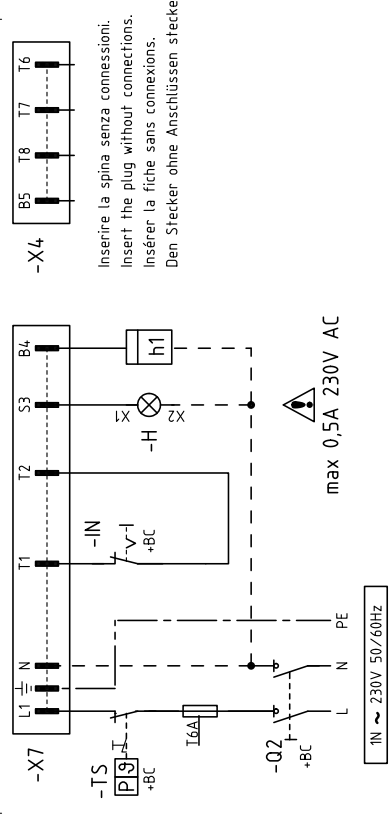 -X7
L1
N
T1
T2
S3
B4
-X4
B5
T8
T7
T6
Inserire la spina senza connessioni.
Insert the plug without connections.
Insérer la fiche sans connexions.
Den Stecker ohne Anschlüssen stecke
-TS
P ϑ
+BC
T6A
-Q2
+BC
-IN
+BC
-H
X1
X2
h1
L
N
PE
max 0,5A 230V AC
1N ~ 230V 50/60Hz